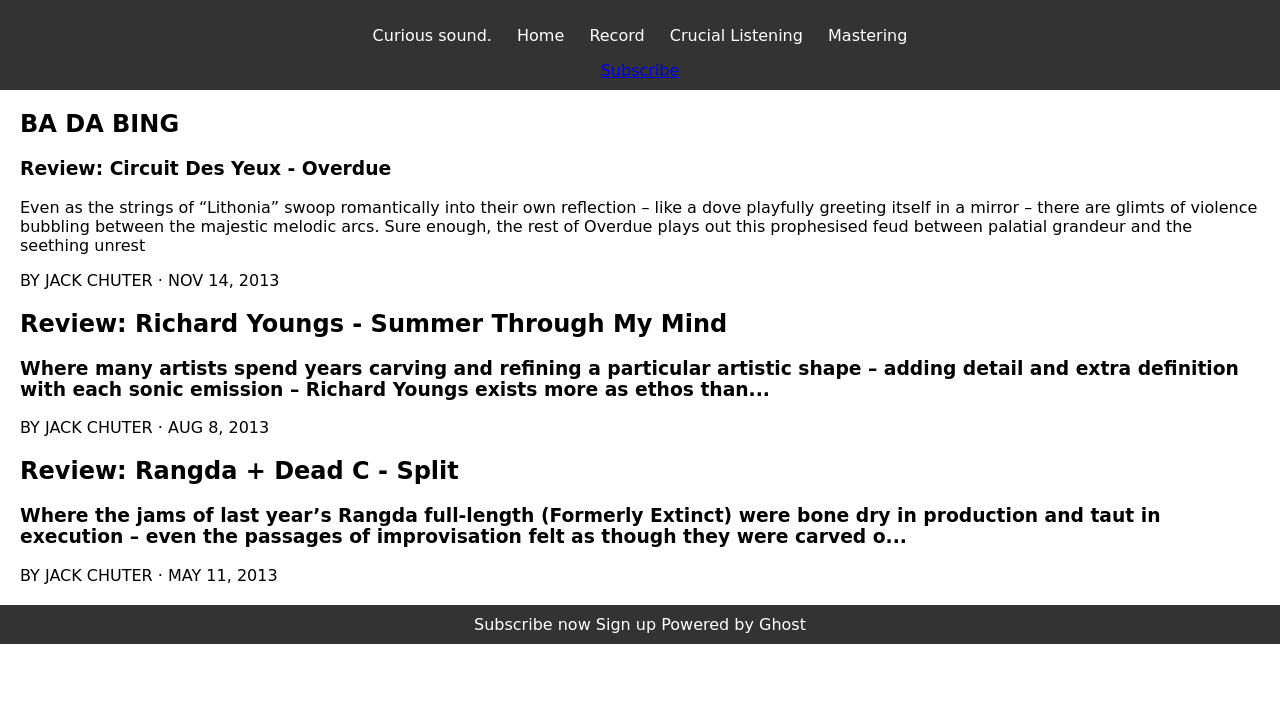 Curious sound. Home Record Crucial Listening Mastering
Subscribe
BA DA BING
Review: Circuit Des Yeux - Overdue
Even as the strings of “Lithonia” swoop romantically into their own reflection – like a dove playfully greeting itself in a mirror – there are glimts of violence
bubbling between the majestic melodic arcs. Sure enough, the rest of Overdue plays out this prophesised feud between palatial grandeur and the
seething unrest
BY JACK CHUTER · NOV 14, 2013
Review: Richard Youngs - Summer Through My Mind
Where many artists spend years carving and refining a particular artistic shape – adding detail and extra definition
with each sonic emission – Richard Youngs exists more as ethos than...
BY JACK CHUTER · AUG 8, 2013
Review: Rangda + Dead C - Split
Where the jams of last year’s Rangda full-length (Formerly Extinct) were bone dry in production and taut in
execution – even the passages of improvisation felt as though they were carved o...
BY JACK CHUTER · MAY 11, 2013
Subscribe now Sign up Powered by Ghost